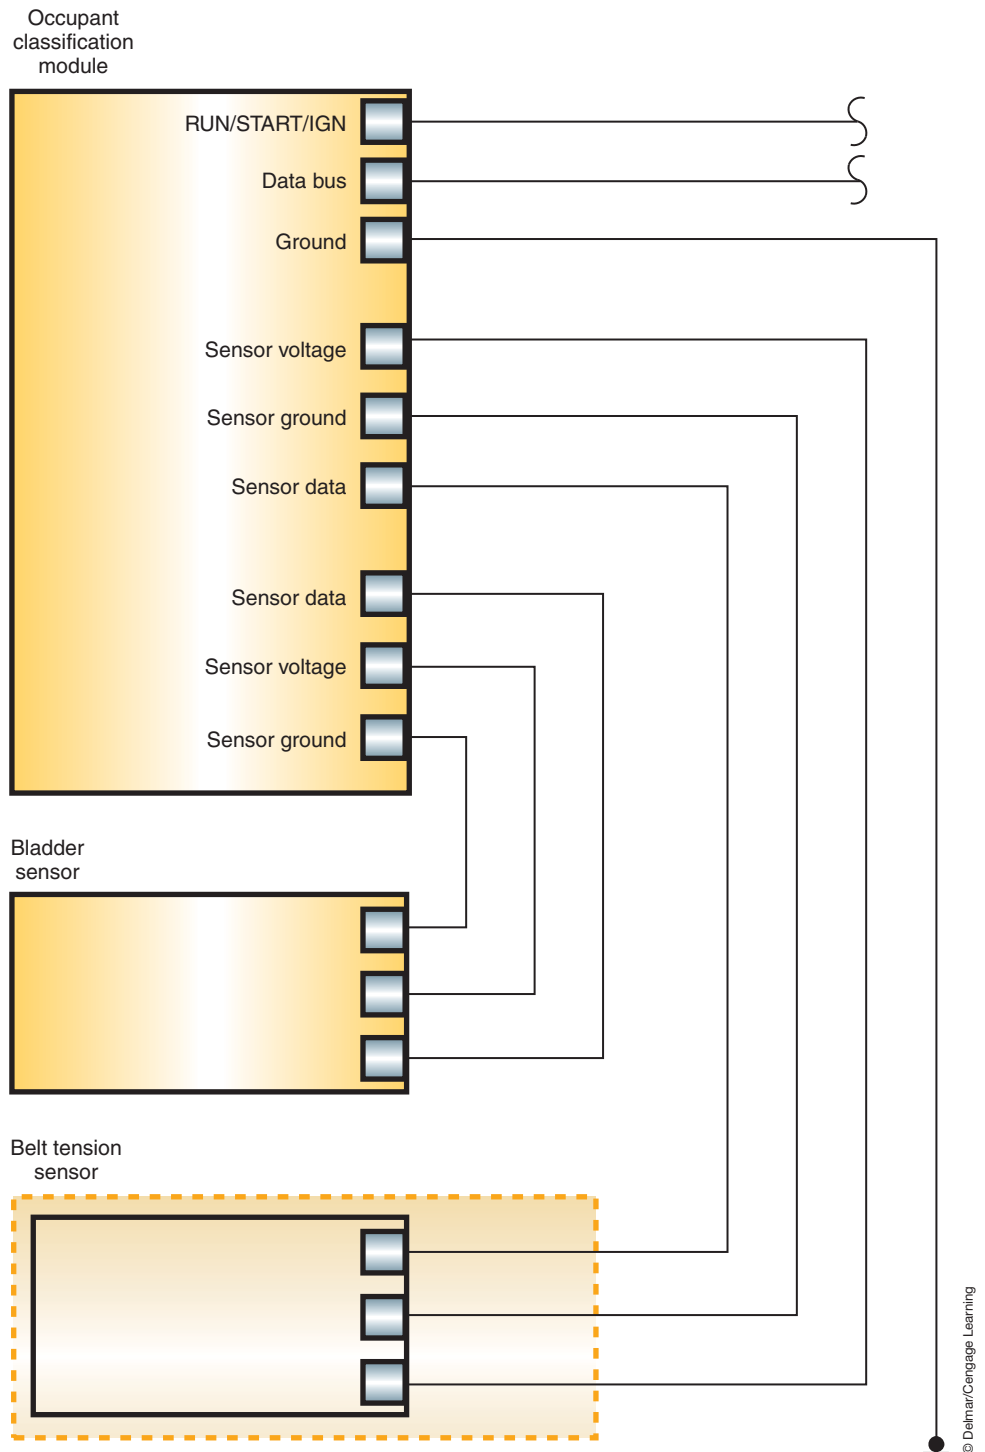 Occupant
classification
module
RUN/START/IGN
Data bus
Ground
Sensor voltage
Sensor ground
Sensor data
Sensor data
Sensor voltage
Sensor ground
Bladder
sensor
Belt tension
sensor
© Delmar/Cengage Learning